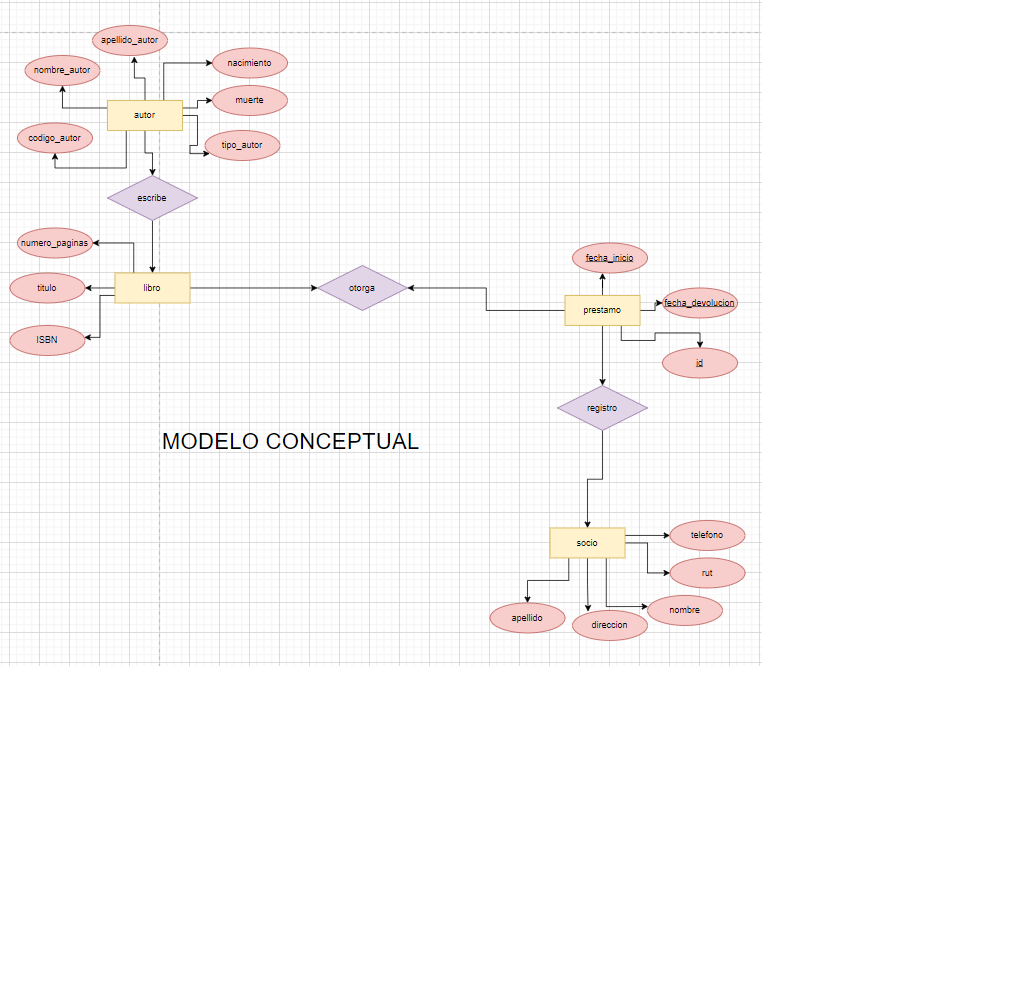 apellido_autor
nombre_autor
nacimiento
muerte
autor
codigo_autor
tipo_autor
escribe
numero_paginas
titulo
libro
ISBN
otorga
fecha_inicio
prestamo
fecha_devolucion
id
registro
MODELO CONCEPTUAL
socio
telefono
rut
nombre
apellido
direccion